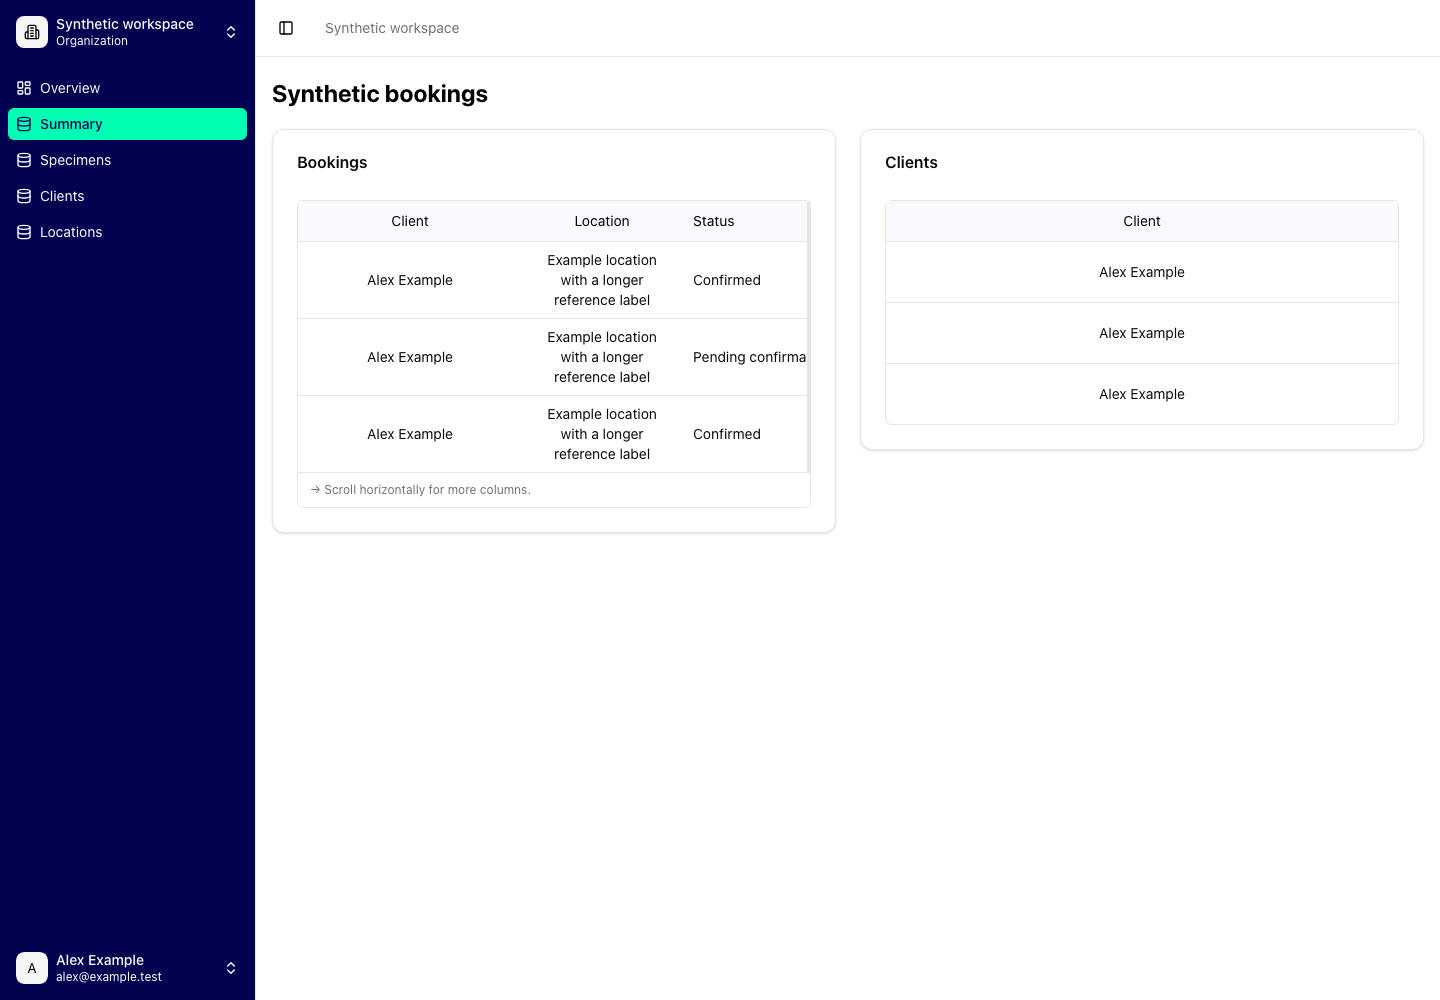 Synthetic workspace
Organization
Overview
Summary
Specimens
Clients
Locations
Alex Example
alex@example.test
A
Synthetic workspace
Synthetic bookings
Bookings
Client Location Status
Alex Example
Example location
with a longer
reference label
Confirmed
Alex Example
Example location
with a longer
reference label
Pending confirma
Alex Example
Example location
with a longer
reference label
Confirmed
→ Scroll horizontally for more columns.
Clients
Client
Alex Example
Alex Example
Alex Example